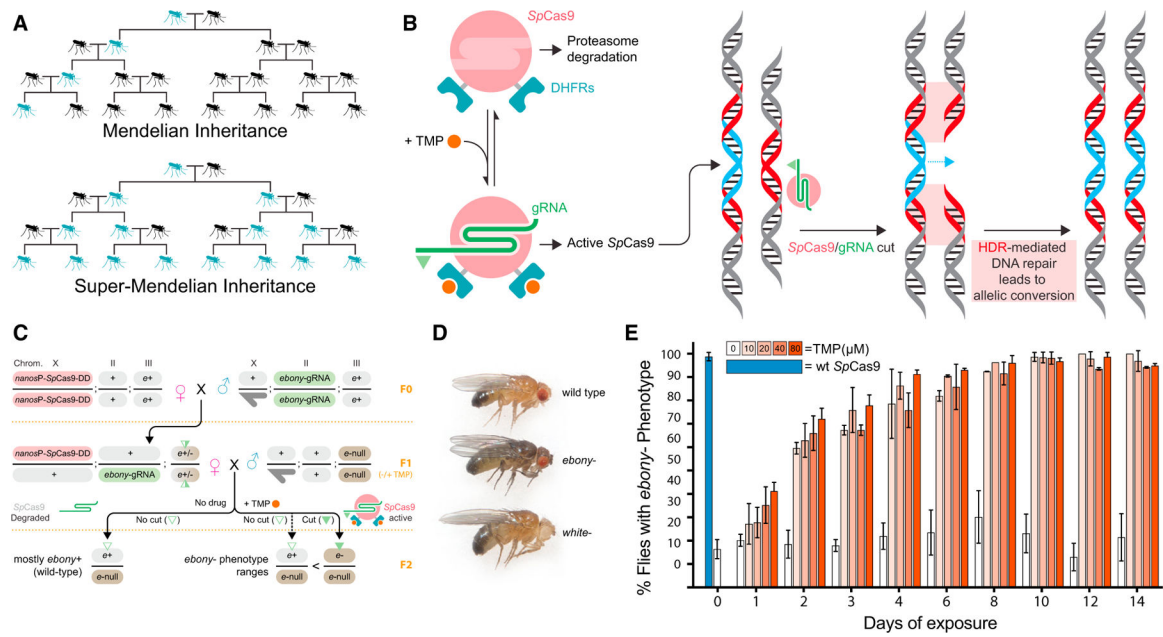 A
Mendelian Inheritance
Super-Mendelian Inheritance
B
SpCas9
Proteasome
degradation
DHFRs
+ TMP
gRNA
Active SpCas9
SpCas9/gRNA cut
HDR-mediated
DNA repair
leads to
allelic conversion
C
Chrom. X II III X II III
nanosP-SpCas9-DD ; + ; e+ + ; ebony-gRNA ; e+
♀ X ♂
nanosP-SpCas9-DD + e+ ebony-gRNA e+
F0
nanosP-SpCas9-DD ; + ; e+/- + ; + ; e-null
♀ X ♂
+ ebony-gRNA e+/- + e-null
F1
(-/+ TMP)
SpCas9
Degraded
No drug
+ TMP
No cut (▽)
No cut (▽)
Cut (▼)
SpCas9
active
mostly ebony+
(wild-type)
e+
e-null
ebony- phenotype
ranges
e+
e-null
<
e-
e-null
F2
D
wild type
ebony-
white-
E
% Flies with ebony- Phenotype
0 10 20 40 80 =TMP(µM)
= wt SpCas9
100
90
80
70
60
40
30
20
10
0
0 1 2 3 4 6 8 10 12 14
Days of exposure